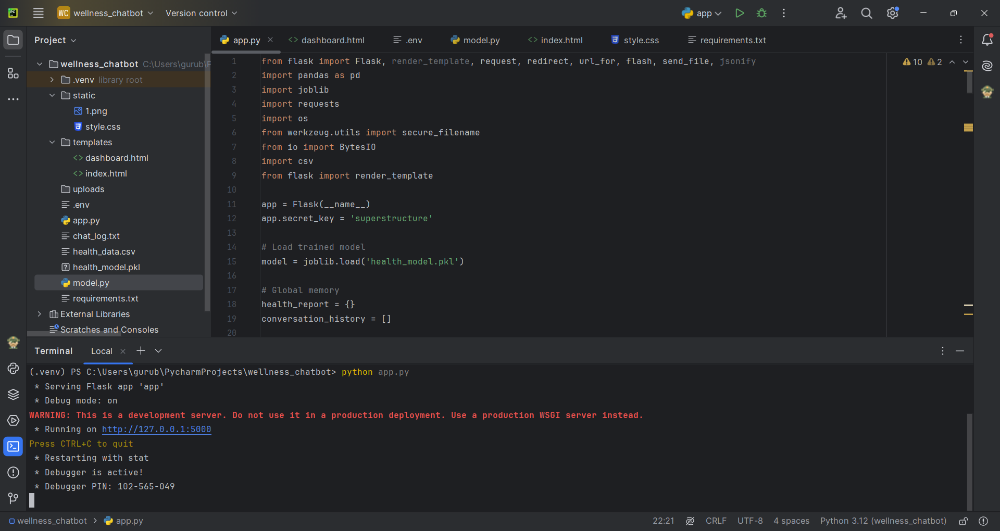 WC wellness_chatbot Version control app
Project
app.py dashboard.html .env model.py index.html style.css requirements.txt
wellness_chatbot C:\Users\gurub\P
.venv library root
static
1.png
style.css
templates
dashboard.html
index.html
uploads
.env
app.py
chat_log.txt
health_data.csv
health_model.pkl
model.py
requirements.txt
External Libraries
Scratches and Consoles
10 2
1 from flask import Flask, render_template, request, redirect, url_for, flash, send_file, jsonify
2 import pandas as pd
3 import joblib
4 import requests
5 import os
6 from werkzeug.utils import secure_filename
7 from io import BytesIO
8 import csv
9 from flask import render_template
10
11 app = Flask(__name__)
12 app.secret_key = 'superstructure'
13
14 # Load trained model
15 model = joblib.load('health_model.pkl')
16
17 # Global memory
18 health_report = {}
19 conversation_history = []
20
Terminal Local
(.venv) PS C:\Users\gurub\PycharmProjects\wellness_chatbot> python app.py
* Serving Flask app 'app'
* Debug mode: on
WARNING: This is a development server. Do not use it in a production deployment. Use a production WSGI server instead.
* Running on http://127.0.0.1:5000
Press CTRL+C to quit
* Restarting with stat
* Debugger is active!
* Debugger PIN: 102-565-049
wellness_chatbot > app.py 22:21 CRLF UTF-8 4 spaces Python 3.12 (wellness_chatbot)